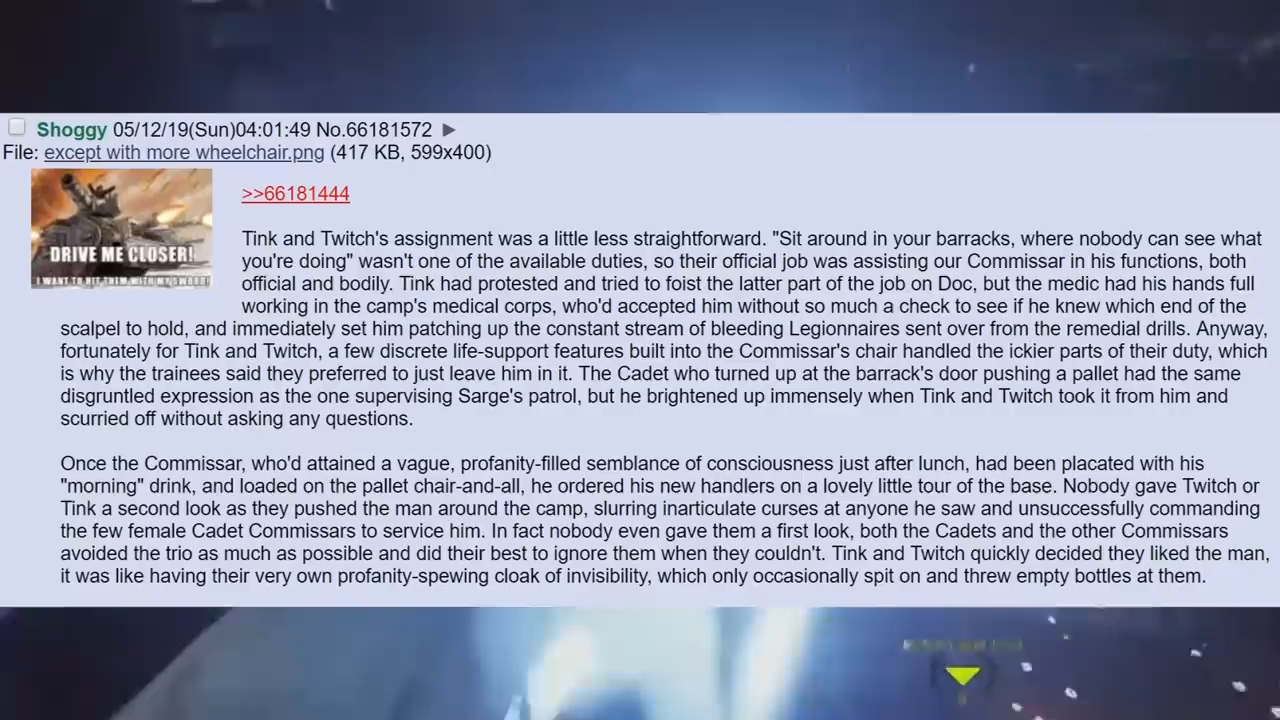 Shoggy 05/12/19(Sun)04:01:49 No.66181572 ▶
File: except with more wheelchair.png (417 KB, 599x400)
DRIVE ME CLOSER!
I WANT TO HIT THEM WITH MY SWORD!
>>66181444
Tink and Twitch's assignment was a little less straightforward. "Sit around in your barracks, where nobody can see what
you're doing" wasn't one of the available duties, so their official job was assisting our Commissar in his functions, both
official and bodily. Tink had protested and tried to foist the latter part of the job on Doc, but the medic had his hands full
working in the camp's medical corps, who'd accepted him without so much a check to see if he knew which end of the
scalpel to hold, and immediately set him patching up the constant stream of bleeding Legionnaires sent over from the remedial drills. Anyway,
fortunately for Tink and Twitch, a few discrete life-support features built into the Commissar's chair handled the ickier parts of their duty, which
is why the trainees said they preferred to just leave him in it. The Cadet who turned up at the barrack's door pushing a pallet had the same
disgruntled expression as the one supervising Sarge's patrol, but he brightened up immensely when Tink and Twitch took it from him and
scurried off without asking any questions.
Once the Commissar, who'd attained a vague, profanity-filled semblance of consciousness just after lunch, had been placated with his
"morning" drink, and loaded on the pallet chair-and-all, he ordered his new handlers on a lovely little tour of the base. Nobody gave Twitch or
Tink a second look as they pushed the man around the camp, slurring inarticulate curses at anyone he saw and unsuccessfully commanding
the few female Cadet Commissars to service him. In fact nobody even gave them a first look, both the Cadets and the other Commissars
avoided the trio as much as possible and did their best to ignore them when they couldn't. Tink and Twitch quickly decided they liked the man,
it was like having their very own profanity-spewing cloak of invisibility, which only occasionally spit on and threw empty bottles at them.